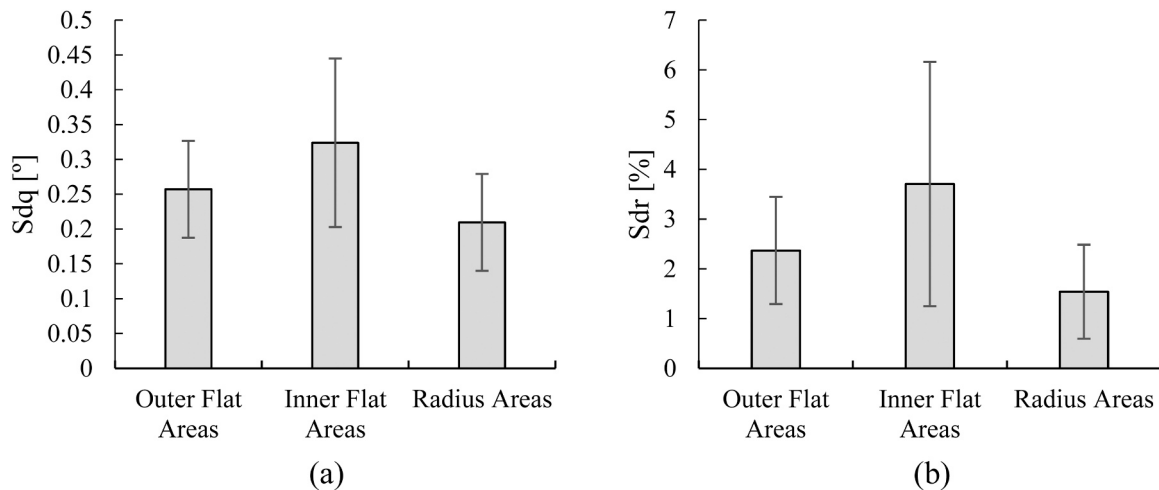 0.5
0.45
0.4
0.35
0.3
0.25
0.2
0.15
0.1
0.05
0
Sdq [º]
Outer Flat Areas
Inner Flat Areas
Radius Areas
(a)
7
6
5
4
3
2
1
0
Sdr [%]
Outer Flat Areas
Inner Flat Areas
Radius Areas
(b)